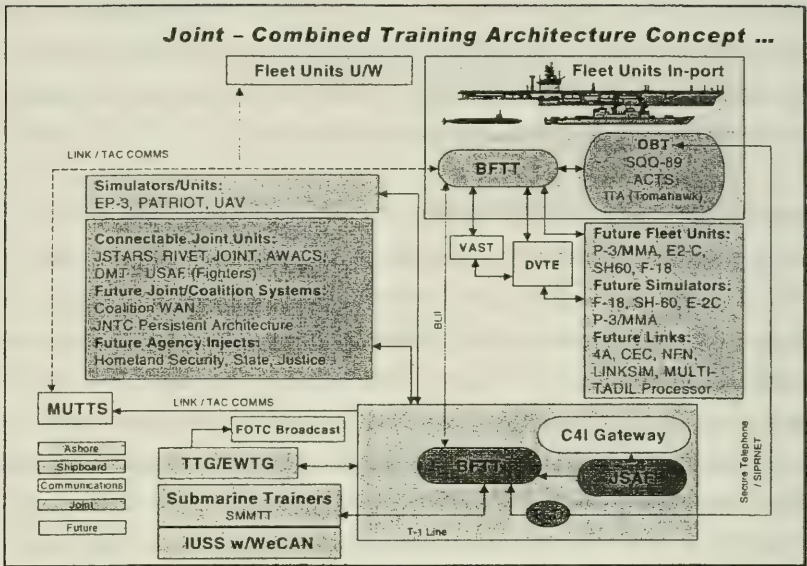 Joint – Combined Training Architecture Concept ...
Fleet Units U/W
Fleet Units In-port
LINK / TAC COMMS
BFTT
OBT
SQQ-89
ACTS
TTA (Tomahawk)
Simulators/Units:
EP-3, PATRIOT, UAV
VAST
DVTE
Connectable Joint Units:
JSTARS, RIVET JOINT, AWACS,
DMT – USAF (Fighters)
Future Joint/Coalition Systems:
Coalition WAN
JNTC Persistent Architecture
Future Agency Injects:
Homeland Security, State, Justice
Future Fleet Units:
P-3/MMA, E2-C,
SH60, F-18
Future Simulators:
F-18, SH-60, E-2C
P-3/MMA
Future Links:
4A, CEC, NFN,
LINKSIM, MULTI-
TADIL Processor
BLII
MUTTS
LINK / TAC COMMS
FOTC Broadcast
C4I Gateway
Ashore
Shipboard
Communications
Joint
Future
TTG/EWTG
BFTT
JSAF
Submarine Trainers
SMMTT
IUSS w/WeCAN
T-1 Line
Secure Telephone
/ SIPRNET